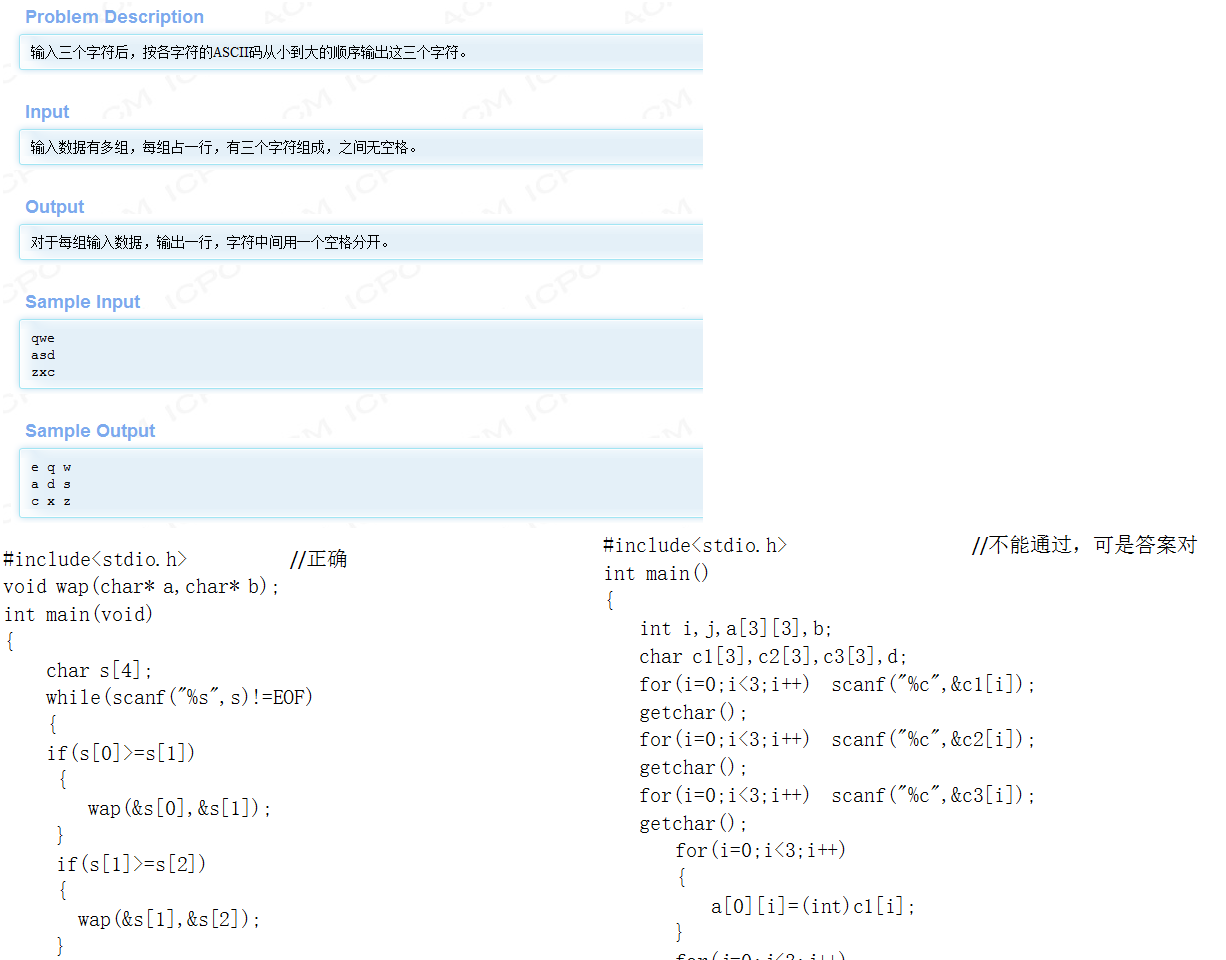 Problem Description
输入三个字符后，按各字符的ASCII码从小到大的顺序输出这三个字符。
Input
输入数据有多组，每组占一行，有三个字符组成，之间无空格。
Output
对于每组输入数据，输出一行，字符中间用一个空格分开。
Sample Input
qwe
asd
zxc
Sample Output
e q w
a d s
c x z
#include<stdio.h> //正确
void wap(char* a,char* b);
int main(void)
{
char s[4];
while(scanf("%s",s)!=EOF)
{
if(s[0]>=s[1])
{
wap(&s[0],&s[1]);
}
if(s[1]>=s[2])
{
wap(&s[1],&s[2]);
}
#include<stdio.h> //不能通过，可是答案对
int main()
{
int i,j,a[3][3],b;
char c1[3],c2[3],c3[3],d;
for(i=0;i<3;i++) scanf("%c",&c1[i]);
getchar();
for(i=0;i<3;i++) scanf("%c",&c2[i]);
getchar();
for(i=0;i<3;i++) scanf("%c",&c3[i]);
getchar();
for(i=0;i<3;i++)
{
a[0][i]=(int)c1[i];
}